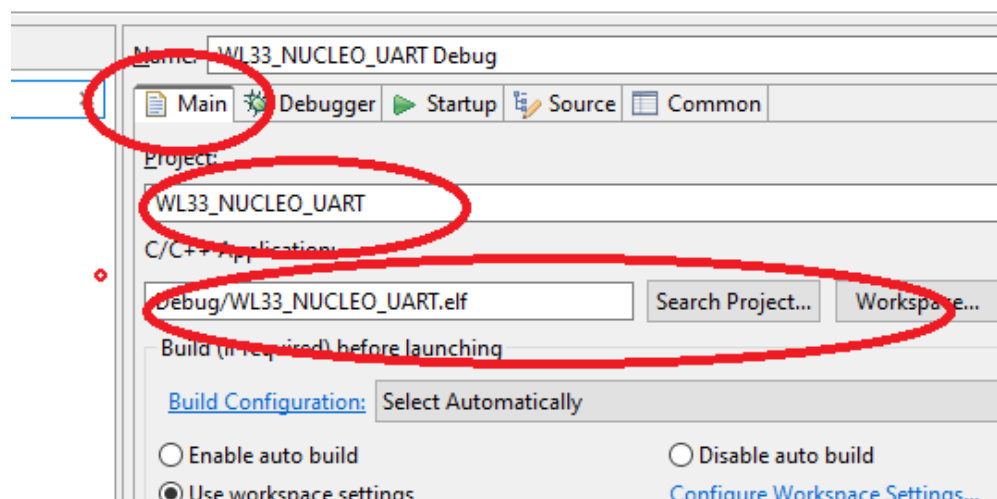 Name: WL33_NUCLEO_UART Debug
Main Debugger Startup Source Common
Project:
WL33_NUCLEO_UART
C/C++ Application:
Debug/WL33_NUCLEO_UART.elf Search Project... Workspace...
Build (if required) before launching
Build Configuration: Select Automatically
Enable auto build Disable auto build
Use workspace settings Configure Workspace Settings...